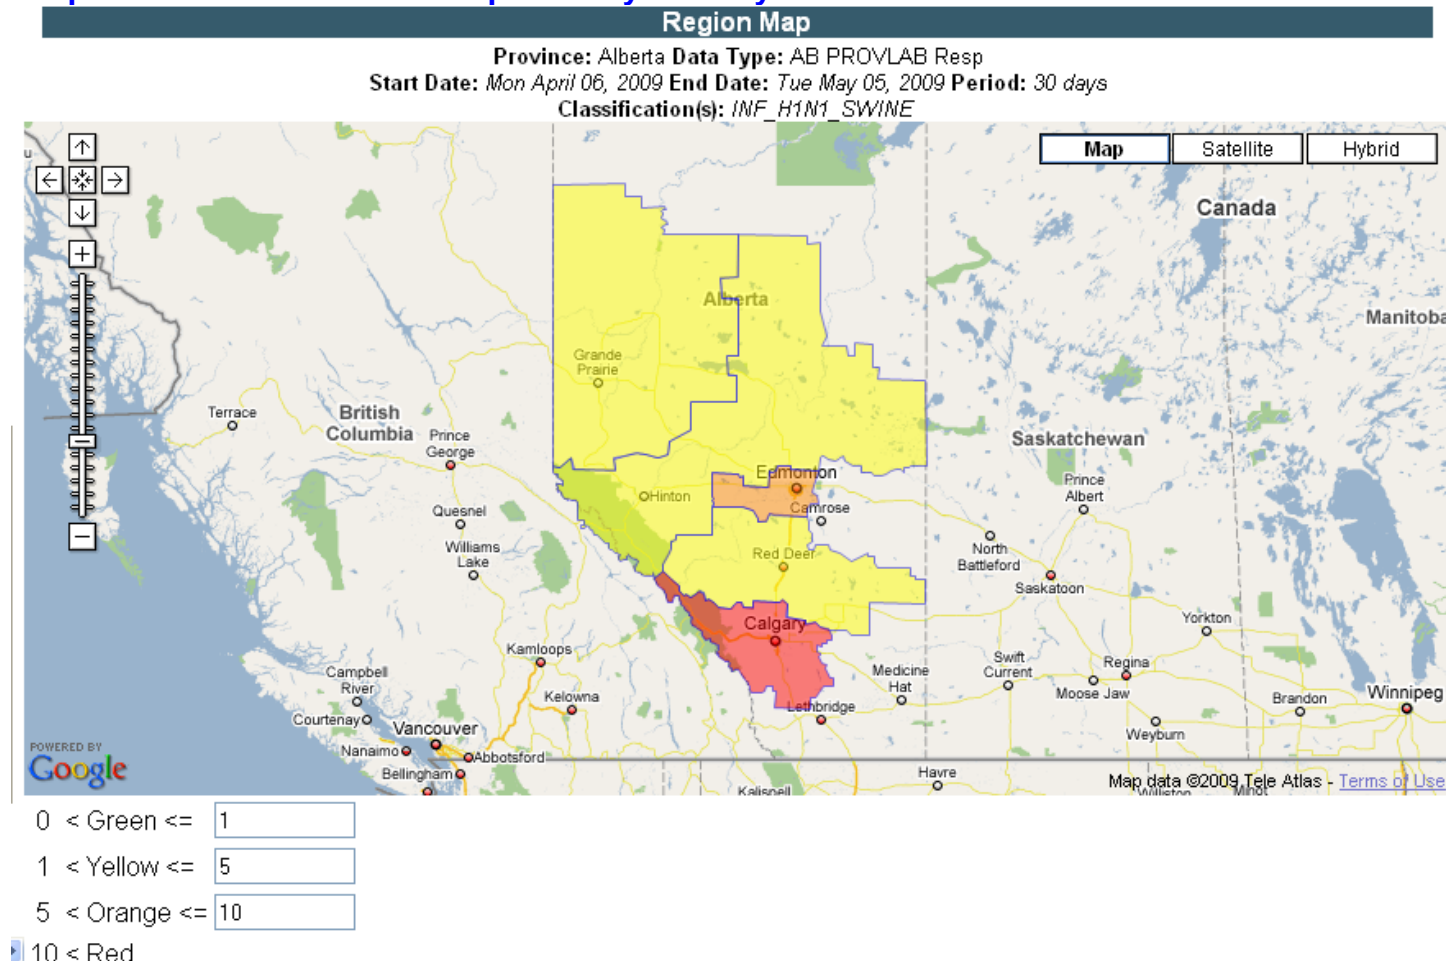 Region Map
Province: Alberta Data Type: AB PROVLAB Resp
Start Date: Mon April 06, 2009 End Date: Tue May 05, 2009 Period: 30 days
Classification(s): INF_H1N1_SWINE
Map Satellite Hybrid
Canada
Alberta
Manitoba
Grande
Prairie
Terrace
British
Columbia
Prince
George
Saskatchewan
Edmonton
Prince
Albert
Hinton
Camrose
Quesnel
Williams
Lake
Red Deer
North
Battleford
Saskatoon
Yorkton
Calgary
Kamloops
Campbell
River
Medicine
Hat
Swift
Current
Regina
Moose Jaw
Kelowna
Lethbridge
Brandon
Winnipeg
Courtenay
Vancouver
Weyburn
Nanaimo
Abbotsford
POWERED BY
Google
Bellingham
Havre
Kalispell
Map data ©2009 Tele Atlas - Terms of Use
Williston
Minot
0 < Green <= 1
1 < Yellow <= 5
5 < Orange <= 10
10 < Red